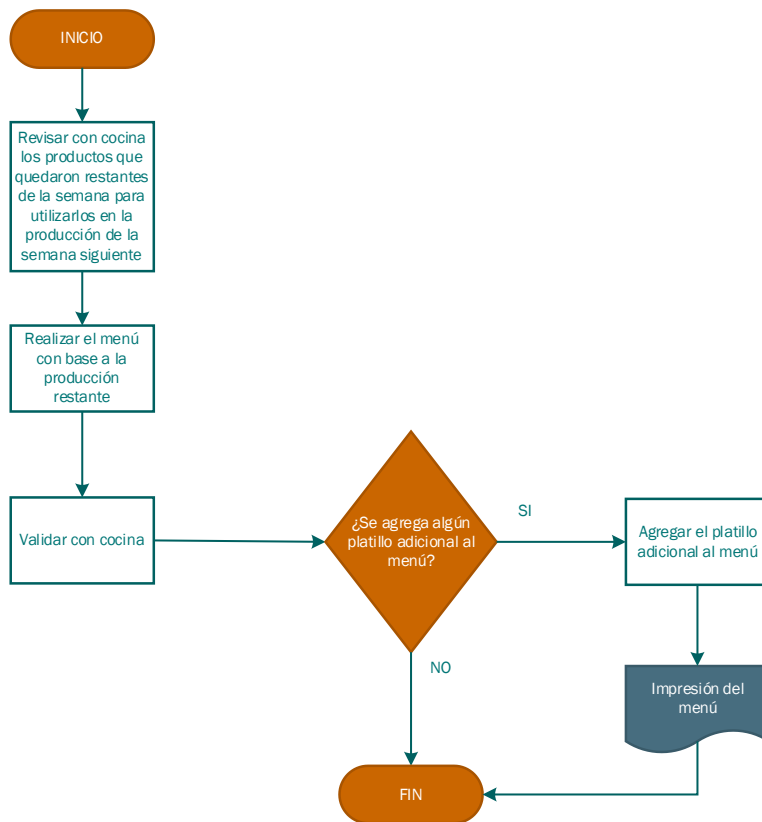 INICIO
Revisar con cocina
los productos que
quedaron restantes
de la semana para
utilizarlos en la
producción de la
semana siguiente
Realizar el menú
con base a la
producción
restante
Validar con cocina
¿Se agrega algún
platillo adicional al
menú?
SI
Agregar el platillo
adicional al menú
NO
Impresión del
menú
FIN